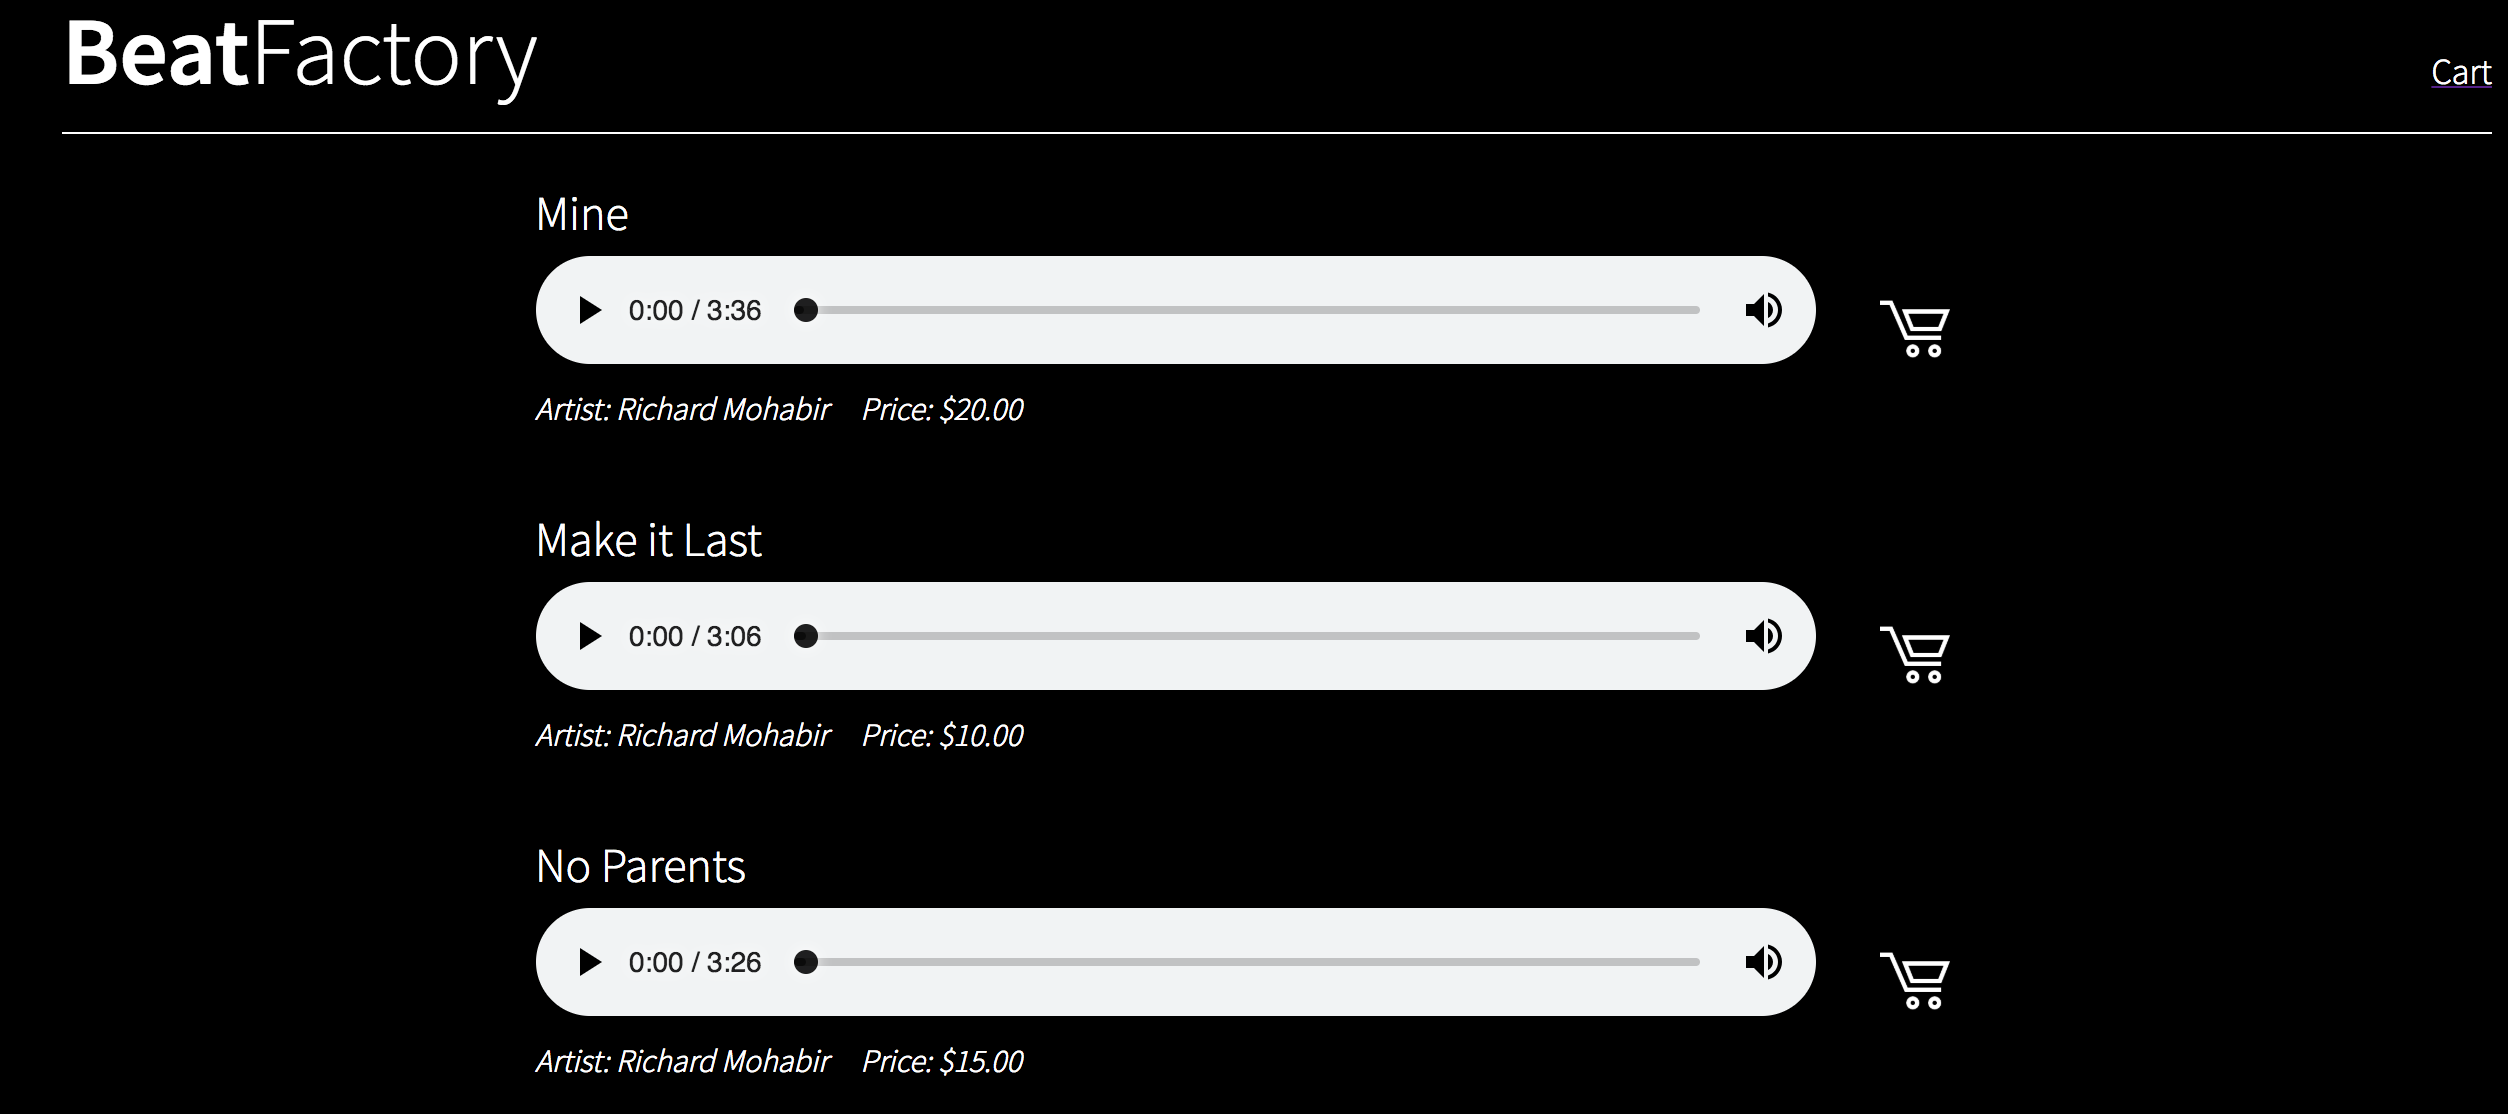 BeatFactory
Cart
Mine
0:00 / 3:36
Artist: Richard Mohabir Price: $20.00
Make it Last
0:00 / 3:06
Artist: Richard Mohabir Price: $10.00
No Parents
0:00 / 3:26
Artist: Richard Mohabir Price: $15.00